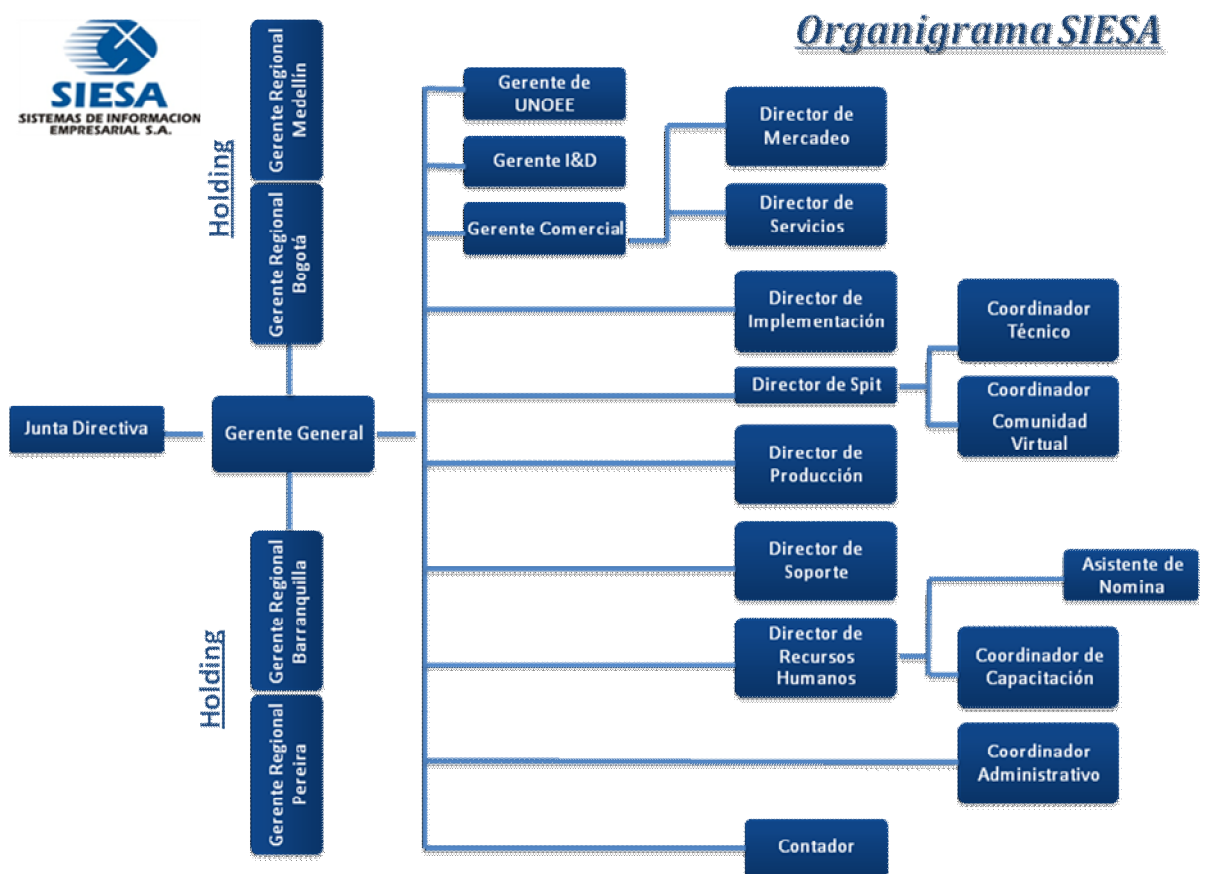 Organigrama SIESA
SIESA
SISTEMAS DE INFORMACION
EMPRESARIAL S.A.
Holding
Gerente Regional
Medellín
Gerente Regional
Bogotá
Junta Directiva
Gerente General
Holding
Gerente Regional
Barranquilla
Gerente Regional
Pereira
Gerente de
UNOEE
Gerente I&D
Gerente Comercial
Director de
Mercadeo
Director de
Servicios
Director de
Implementación
Director de Spit
Coordinador
Técnico
Coordinador
Comunidad
Virtual
Director de
Producción
Director de
Soporte
Director de
Recursos
Humanos
Asistente de
Nomina
Coordinador de
Capacitación
Coordinador
Administrativo
Contador